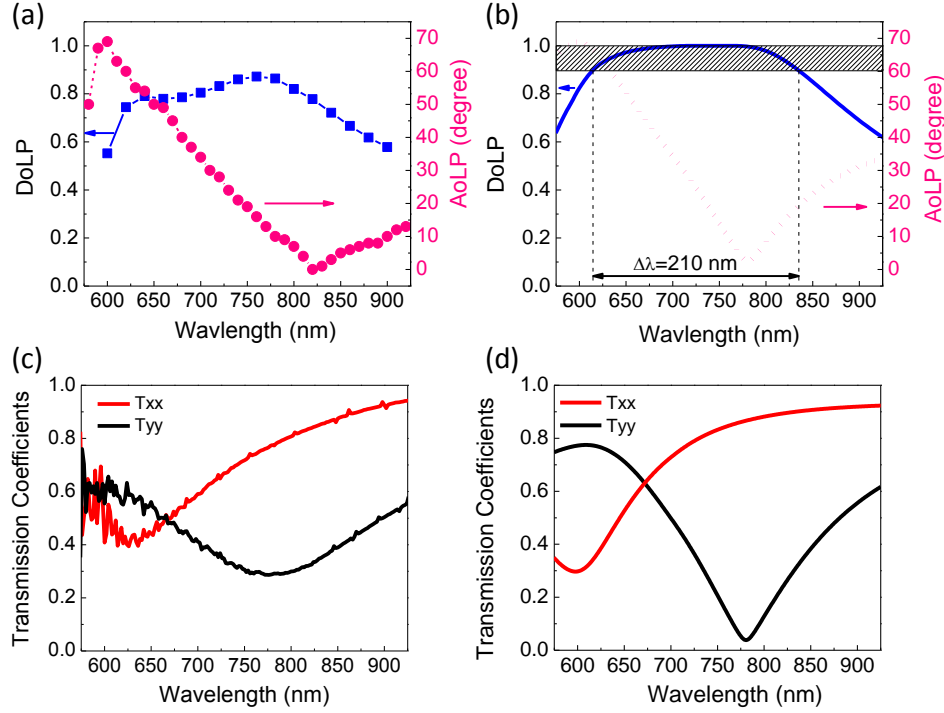 (a)
(b)
1.0
0.8
0.6
0.4
0.2
0.0
DoLP
70
60
50
40
30
20
10
0
AoLP (degree)
600 650 700 750 800 850 900
Wavlength (nm)
1.0
0.8
0.6
0.4
0.2
0.0
DoLP
Δλ=210 nm
70
60
50
40
30
20
10
0
AoLP (degree)
600 650 700 750 800 850 900
Wavlength (nm)
(c)
(d)
1.0
0.8
0.6
0.4
0.2
0.0
Transmission Coefficients
Txx
Tyy
600 650 700 750 800 850 900
Wavelength (nm)
1.0
0.8
0.6
0.4
0.2
0.0
Transmission Coefficients
Txx
Tyy
600 650 700 750 800 850 900
Wavelength (nm)